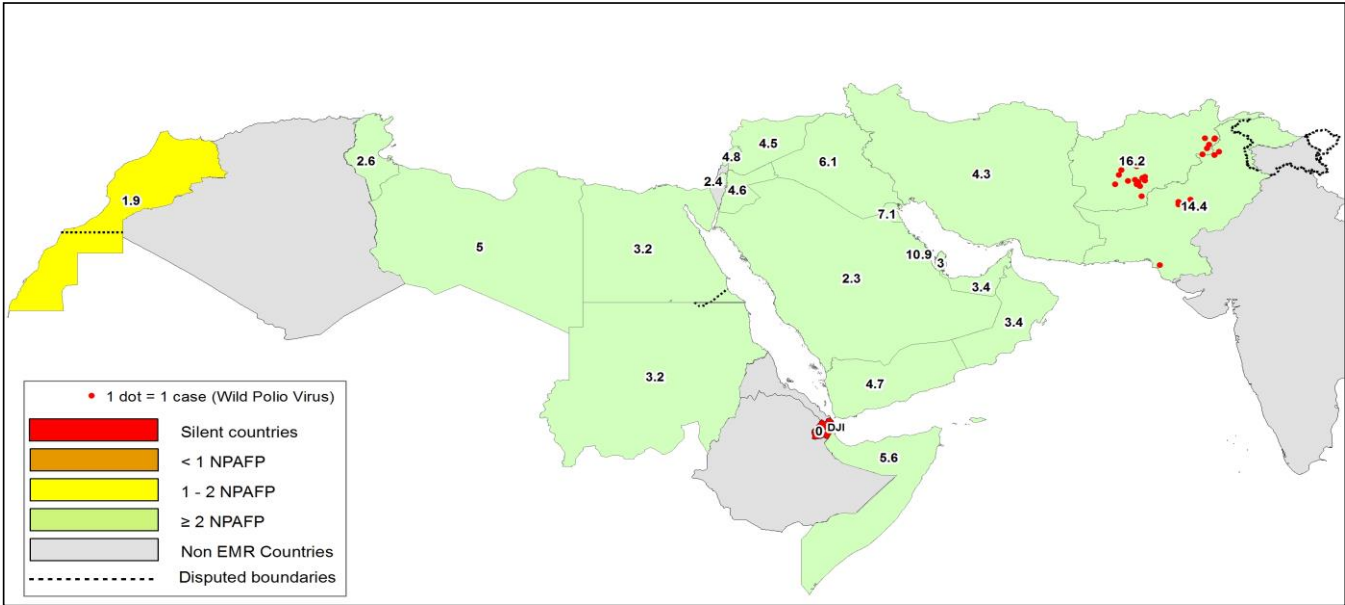 4.5
4.8
6.1
16.2
2.6
4.3
2.4
4.6
1.9
14.4
7.1
5
3.2
10.9
3
2.3
3.4
3.4
3.2
4.7
0
DJI
5.6
1 dot = 1 case (Wild Polio Virus)
Silent countries
< 1 NPAFP
1 - 2 NPAFP
≥ 2 NPAFP
Non EMR Countries
Disputed boundaries